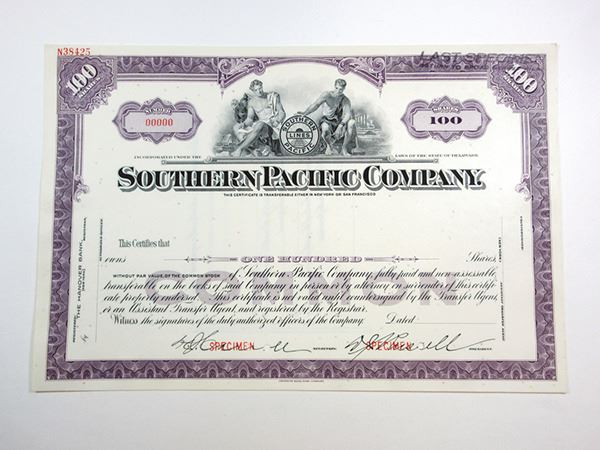 N38425
LAST SPECIMEN
100
SHARES
100
SHARES
NUMBER
00000
SHARES
100
SOUTHERN PACIFIC
LINES
INCORPORATED UNDER THE LAWS OF THE STATE OF DELAWARE.
SOUTHERN PACIFIC COMPANY
THIS CERTIFICATE IS TRANSFERABLE EITHER IN NEW YORK OR SAN FRANCISCO
This Certifies that
owns ONE HUNDRED Shares
WITHOUT PAR VALUE, OF THE COMMON STOCK of Southern Pacific Company, fully paid and non-assessable,
transferable on the books of said Company in person or by attorney on surrender of this certifi-
cate properly endorsed. This certificate is not valid until countersigned by the Transfer Agent,
or an Assistant Transfer Agent, and registered by the Registrar.
Witness the signatures of the duly authorized officers of the Company. Dated
SPECIMEN
SPECIMEN
THE HANOVER BANK,
By